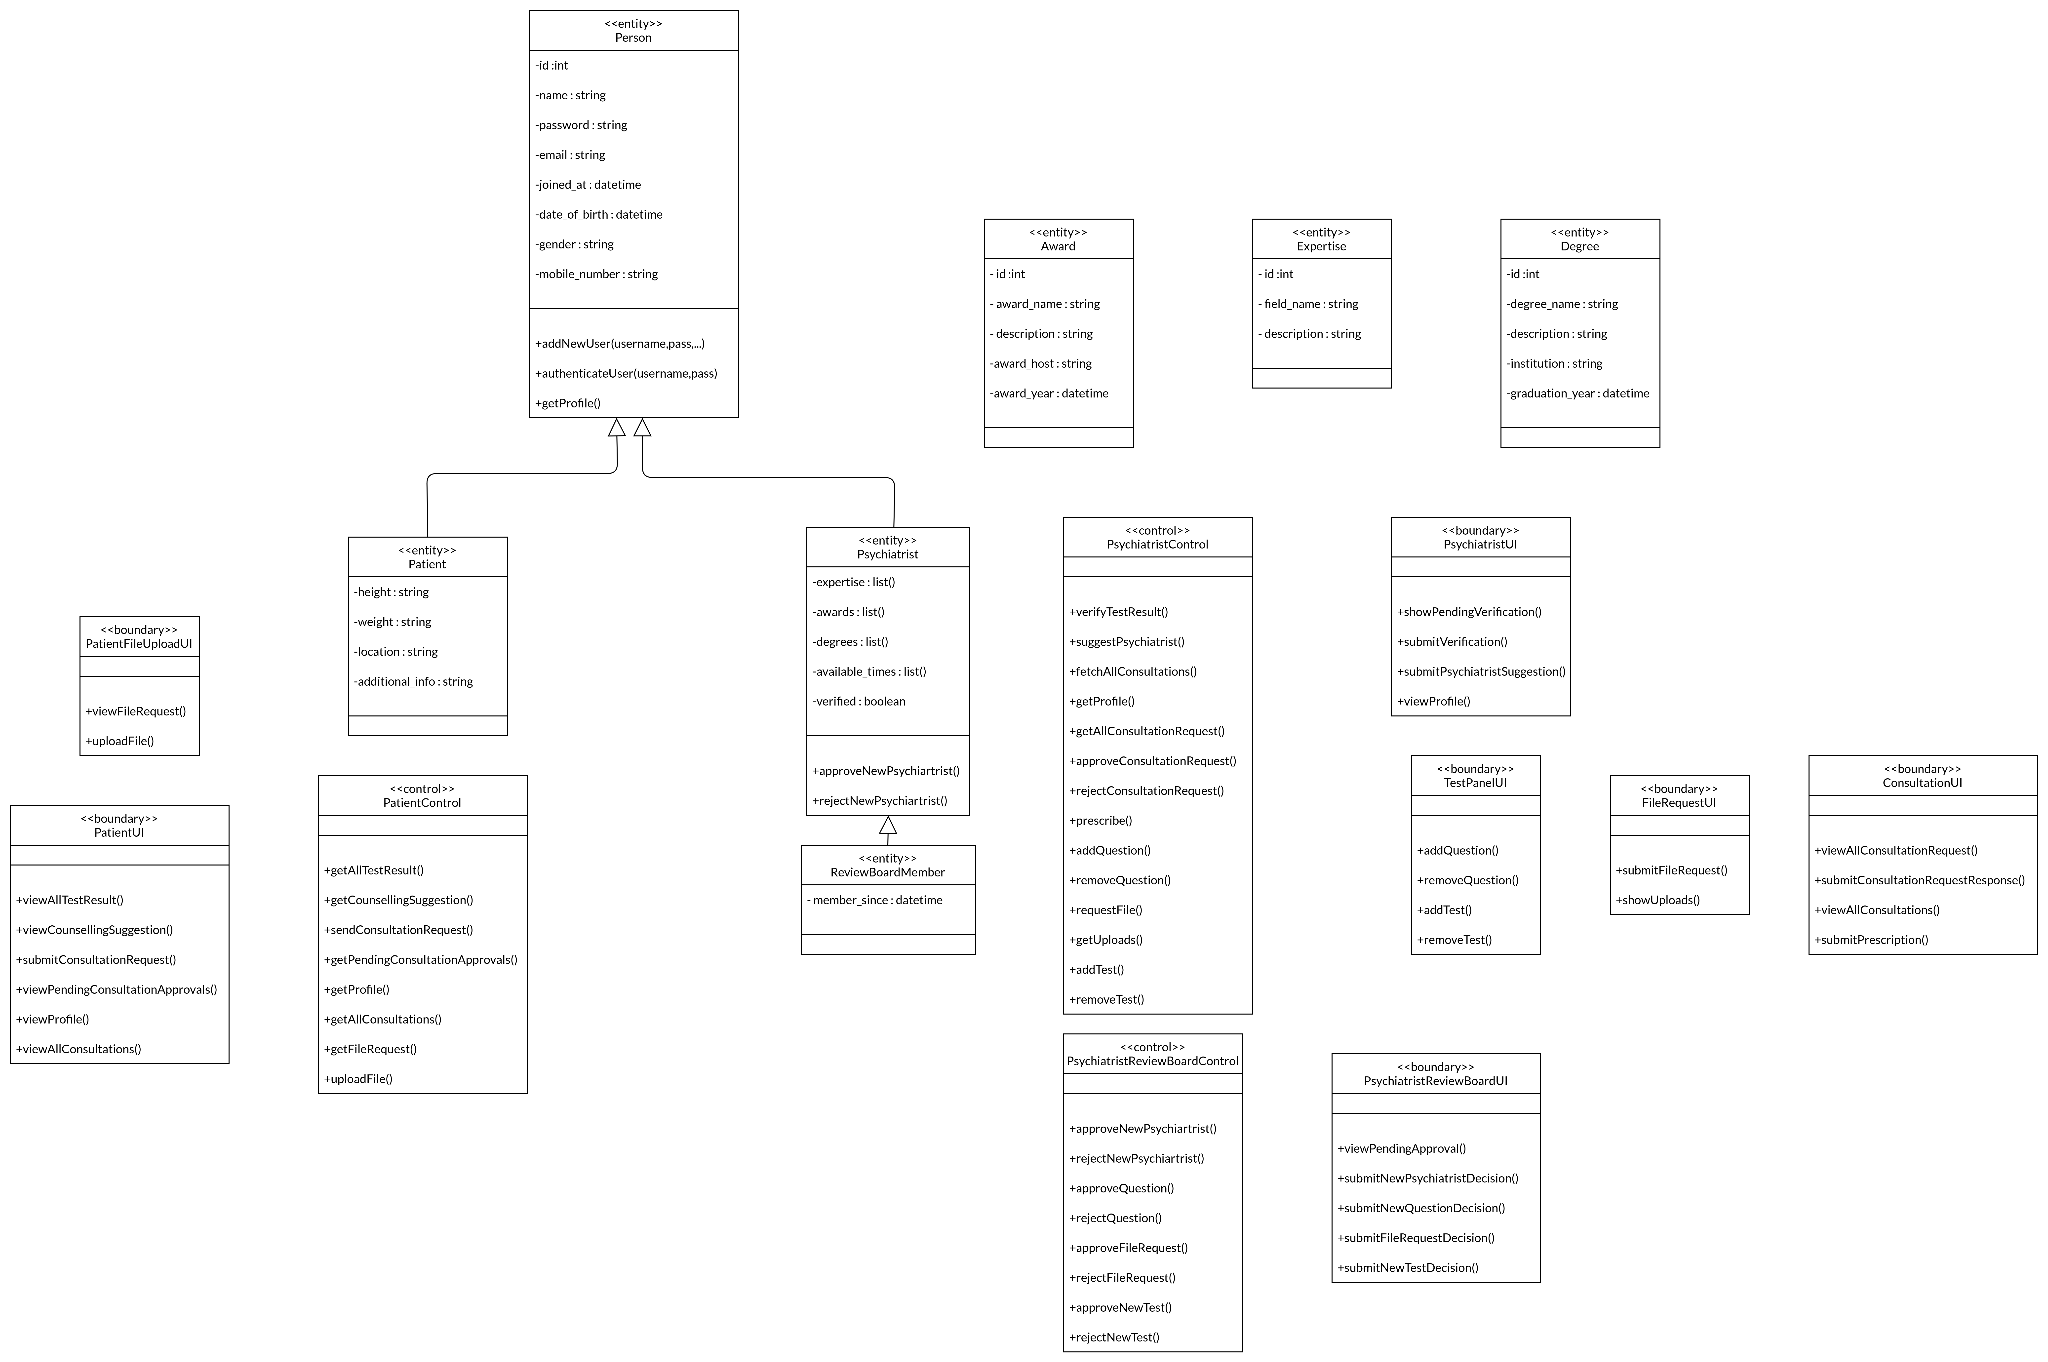 <<entity>>
Person
-id :int
-name : string
-password : string
-email : string
-joined_at : datetime
-date_of_birth : datetime
-gender : string
-mobile_number : string
+addNewUser(username,pass,...)
+authenticateUser(username,pass)
+getProfile()
<<entity>>
Award
- id :int
- award_name : string
- description : string
-award_host : string
-award_year : datetime
<<entity>>
Expertise
- id :int
- field_name : string
- description : string
<<entity>>
Degree
-id :int
-degree_name : string
-description : string
-institution : string
-graduation_year : datetime
<<entity>>
Patient
-height : string
-weight : string
-location : string
-additional_info : string
<<entity>>
Psychiatrist
-expertise : list()
-awards : list()
-degrees : list()
-available_times : list()
-verified : boolean
+approveNewPsychiartrist()
+rejectNewPsychiartrist()
<<entity>>
ReviewBoardMember
- member_since : datetime
<<control>>
PsychiatristControl
+verifyTestResult()
+suggestPsychiatrist()
+fetchAllConsultations()
+getProfile()
+getAllConsultationRequest()
+approveConsultationRequest()
+rejectConsultationRequest()
+prescribe()
+addQuestion()
+removeQuestion()
+requestFile()
+getUploads()
+addTest()
+removeTest()
<<boundary>>
PsychiatristUI
+showPendingVerification()
+submitVerification()
+submitPsychiatristSuggestion()
+viewProfile()
<<boundary>>
PatientFileUploadUI
+viewFileRequest()
+uploadFile()
<<boundary>>
PatientUI
+viewAllTestResult()
+viewCounsellingSuggestion()
+submitConsultationRequest()
+viewPendingConsultationApprovals()
+viewProfile()
+viewAllConsultations()
<<control>>
PatientControl
+getAllTestResult()
+getCounsellingSuggestion()
+sendConsultationRequest()
+getPendingConsultationApprovals()
+getProfile()
+getAllConsultations()
+getFileRequest()
+uploadFile()
<<boundary>>
TestPanelUI
+addQuestion()
+removeQuestion()
+addTest()
+removeTest()
<<boundary>>
FileRequestUI
+submitFileRequest()
+showUploads()
<<boundary>>
ConsultationUI
+viewAllConsultationRequest()
+submitConsultationRequestResponse()
+viewAllConsultations()
+submitPrescription()
<<control>>
PsychiatristReviewBoardControl
+approveNewPsychiartrist()
+rejectNewPsychiartrist()
+approveQuestion()
+rejectQuestion()
+approveFileRequest()
+rejectFileRequest()
+approveNewTest()
+rejectNewTest()
<<boundary>>
PsychiatristReviewBoardUI
+viewPendingApproval()
+submitNewPsychiatristDecision()
+submitNewQuestionDecision()
+submitFileRequestDecision()
+submitNewTestDecision()